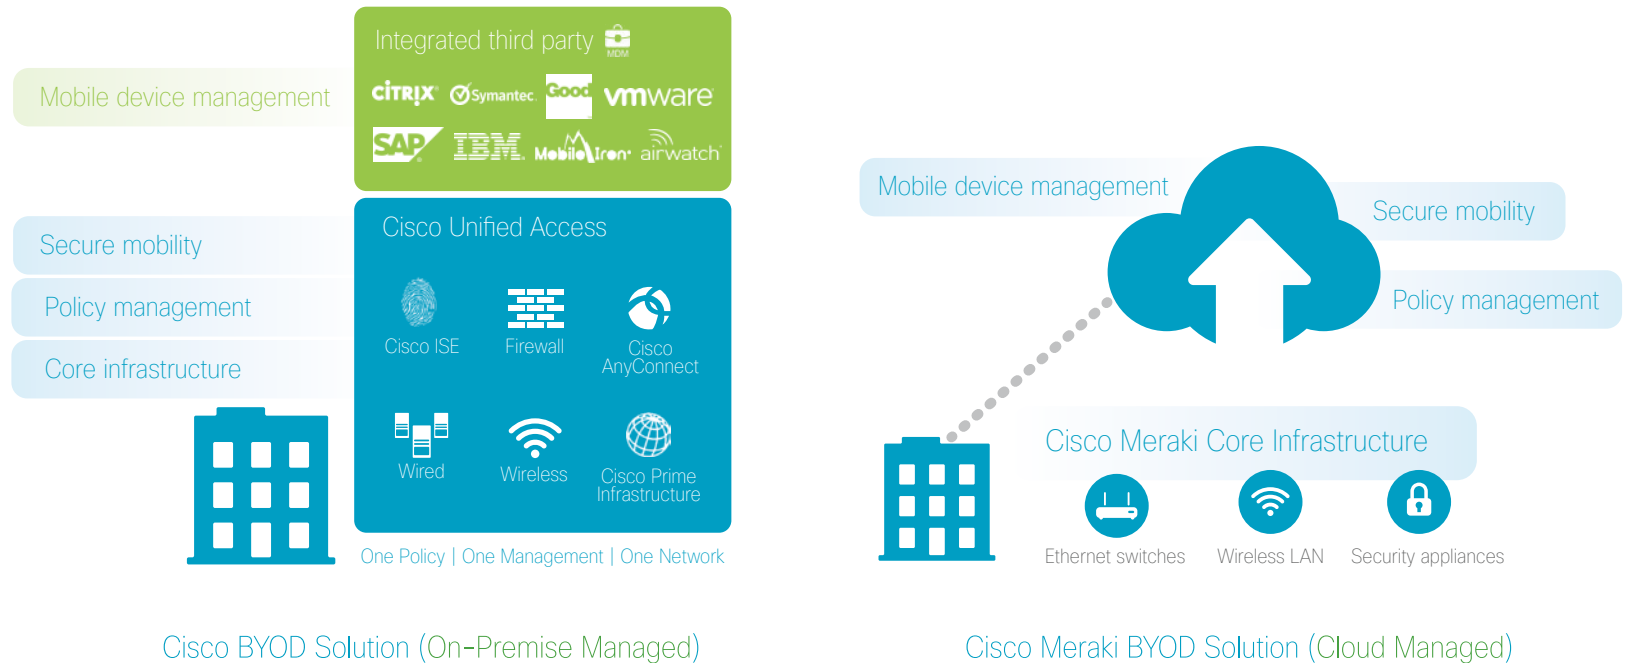 Integrated third party
MDM
Mobile device management
CITRIX
Symantec.
Good
vmware
SAP
IBM
MobileIron
airwatch
Secure mobility
Policy management
Core infrastructure
Cisco Unified Access
Cisco ISE
Firewall
Cisco
AnyConnect
Wired
Wireless
Cisco Prime
Infrastructure
One Policy | One Management | One Network
Cisco BYOD Solution (On-Premise Managed)
Mobile device management
Secure mobility
Policy management
Cisco Meraki Core Infrastructure
Ethernet switches
Wireless LAN
Security appliances
Cisco Meraki BYOD Solution (Cloud Managed)